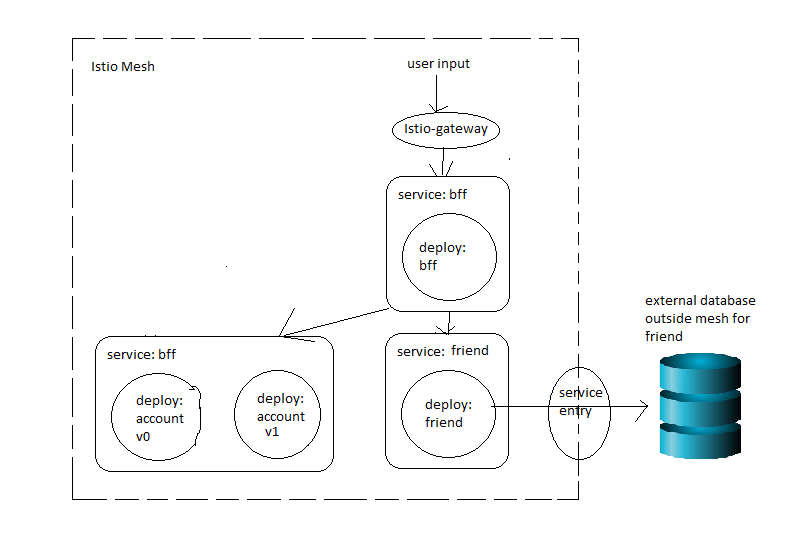 Istio Mesh
user input
Istio-gateway
service: bff
deploy:
bff
service: bff
deploy:
account
v0
deploy:
account
v1
service: friend
deploy:
friend
service
entry
external database
outside mesh for
friend